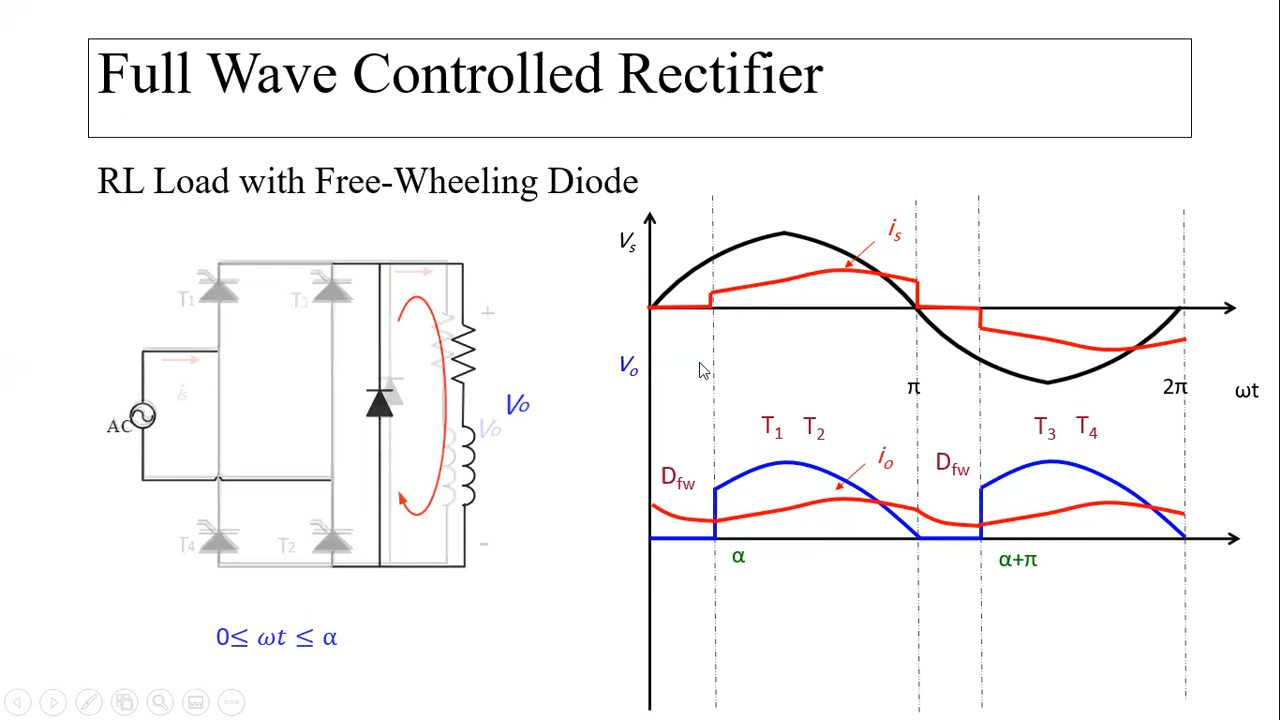 Full Wave Controlled Rectifier
RL Load with Free-Wheeling Diode
T1
T3
+
AC
is
Vo
Vo
T4
T2
-
0≤ ωt ≤ α
Vs
is
Vo
π
2π
ωt
T1 T2
T3 T4
Dfw
io
Dfw
α
α+π